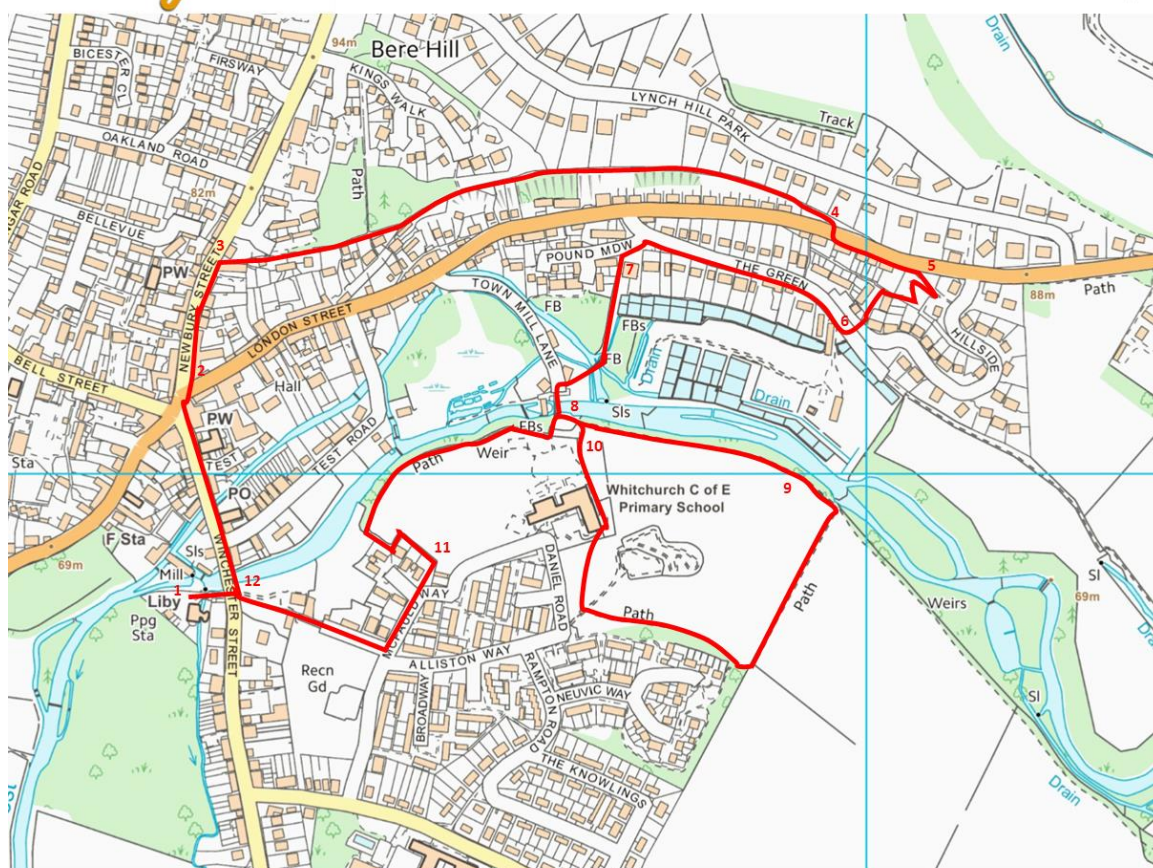 94m
Bere Hill
Drain
BICESTER CL
FIRSWAY
KINGS WALK
LYNCH HILL PARK
Track
OAKLAND ROAD
82m
Path
BELLEVUE
3
4
PW
NEWBURY STREET
POUND MDW
7
THE GREEN
5
88m
Path
TOWN MILL LANE
FB
FBs
FB
6
HILLSIDE
LONDON STREET
BELL STREET
2
Hall
Drain
Drain
8
Sls
PW
TEST
TEST ROAD
FBs
Path
Weir
10
9
Sta
PO
Whitchurch C of E
Primary School
F Sta
Sls
WINCHESTER STREET
11
69m
Mill
1
12
Liby
Ppg
Sta
MCPAULD WAY
DANIEL ROAD
Path
Path
Weirs
69m
Sl
Sl
Recn
Gd
ALLISTON WAY
BROADWAY
RAMPTON ROAD
NEUVIC WAY
THE KNOWLINGS
Drain